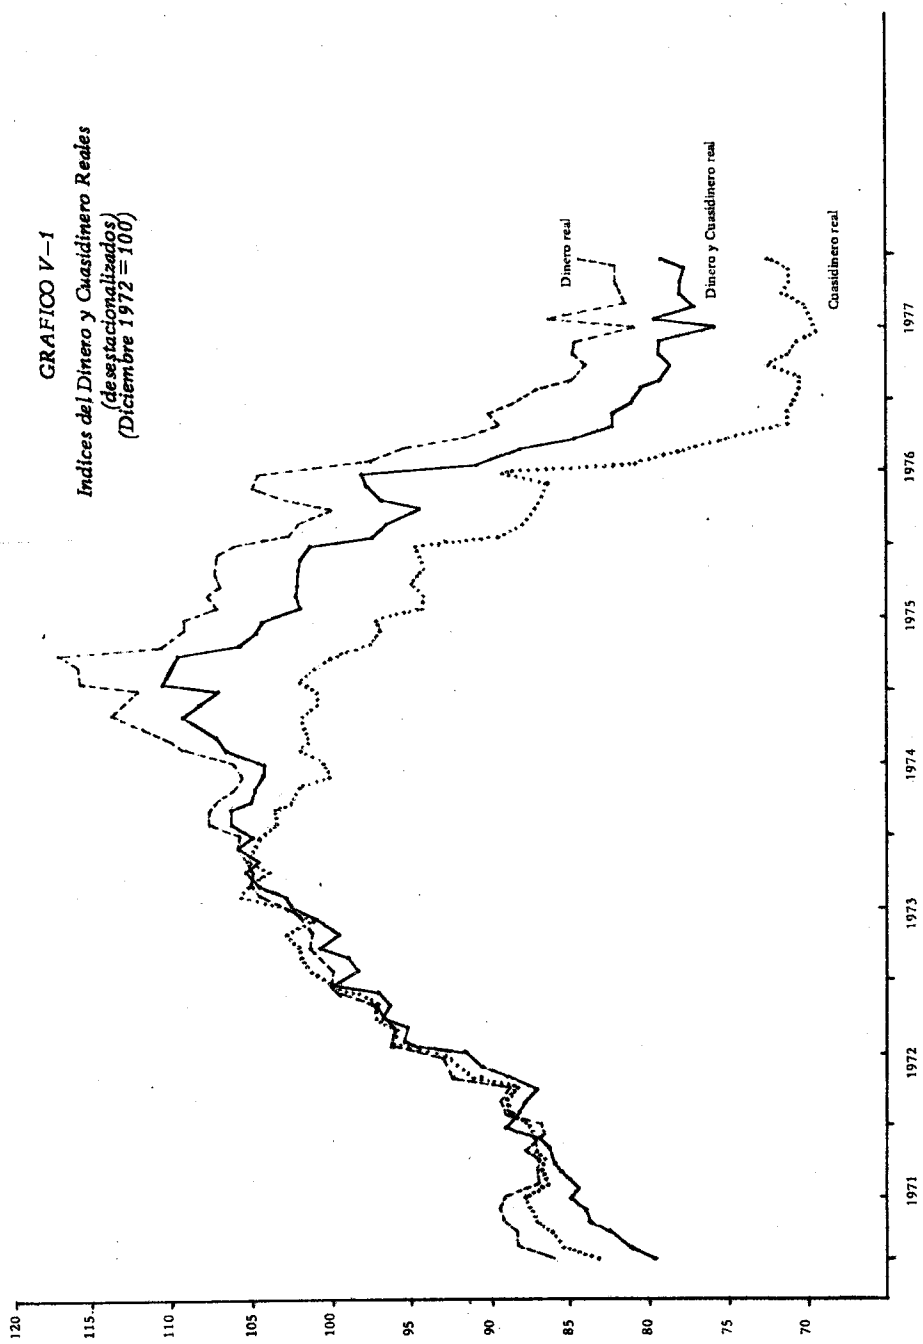 GRAFICO V-1
Indices del Dinero y Cuasidinero Reales
(desestacionalizados)
(Diciembre 1972 = 100)
120
115
110
105
100
95
90
85
80
75
70
Dinero real
Dinero y Cuasidinero real
Cuasidinero real
1971
1972
1973
1974
1975
1976
1977